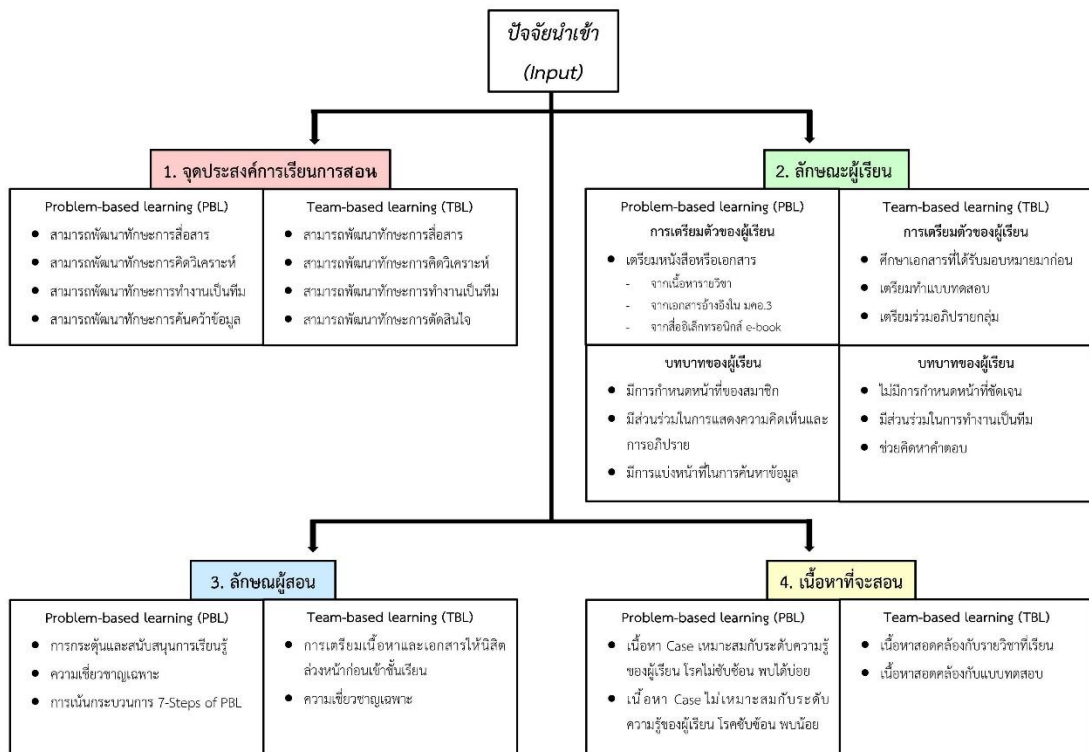 ปัจจัยนำเข้า
(Input)
1. จุดประสงค์การเรียนการสอน
Problem-based learning (PBL)
● สามารถพัฒนาทักษะการสื่อสาร
● สามารถพัฒนาทักษะการคิดวิเคราะห์
● สามารถพัฒนาทักษะการทำงานเป็นทีม
● สามารถพัฒนาทักษะการค้นคว้าข้อมูล
Team-based learning (TBL)
● สามารถพัฒนาทักษะการสื่อสาร
● สามารถพัฒนาทักษะการคิดวิเคราะห์
● สามารถพัฒนาทักษะการทำงานเป็นทีม
● สามารถพัฒนาทักษะการตัดสินใจ
2. ลักษณะผู้เรียน
Problem-based learning (PBL)
การเตรียมตัวของผู้เรียน
● เตรียมหนังสือหรือเอกสาร
- จากเนื้อหารายวิชา
- จากเอกสารอ้างอิงใน มคอ.3
- จากสื่ออิเล็กทรอนิกส์ e-book
Team-based learning (TBL)
การเตรียมตัวของผู้เรียน
● ศึกษาเอกสารที่ได้รับมอบหมายมาก่อน
● เตรียมทำแบบทดสอบ
● เตรียมร่วมอภิปรายกลุ่ม
บทบาทของผู้เรียน
● มีการกำหนดหน้าที่ของสมาชิก
● มีส่วนร่วมในการแสดงความคิดเห็นและ
การอภิปราย
● มีการแบ่งหน้าที่ในการค้นหาข้อมูล
บทบาทของผู้เรียน
● ไม่มีการกำหนดหน้าที่ชัดเจน
● มีส่วนร่วมในการทำงานเป็นทีม
● ช่วยคิดหาคำตอบ
3. ลักษณผู้สอน
Problem-based learning (PBL)
● การกระตุ้นและสนับสนุนการเรียนรู้
● ความเชี่ยวชาญเฉพาะ
● การเน้นกระบวนการ 7-Steps of PBL
Team-based learning (TBL)
● การเตรียมเนื้อหาและเอกสารให้นิสิต
ล่วงหน้าก่อนเข้าชั้นเรียน
● ความเชี่ยวชาญเฉพาะ
4. เนื้อหาที่จะสอน
Problem-based learning (PBL)
● เนื้อหา Case เหมาะสมกับระดับความรู้
ของผู้เรียน โรคไม่ซับซ้อน พบได้บ่อย
● เนื้อหา Case ไม่เหมาะสมกับระดับ
ความรู้ของผู้เรียน โรคซับซ้อน พบน้อย
Team-based learning (TBL)
● เนื้อหาสอดคล้องกับรายวิชาที่เรียน
● เนื้อหาสอดคล้องกับแบบทดสอบ